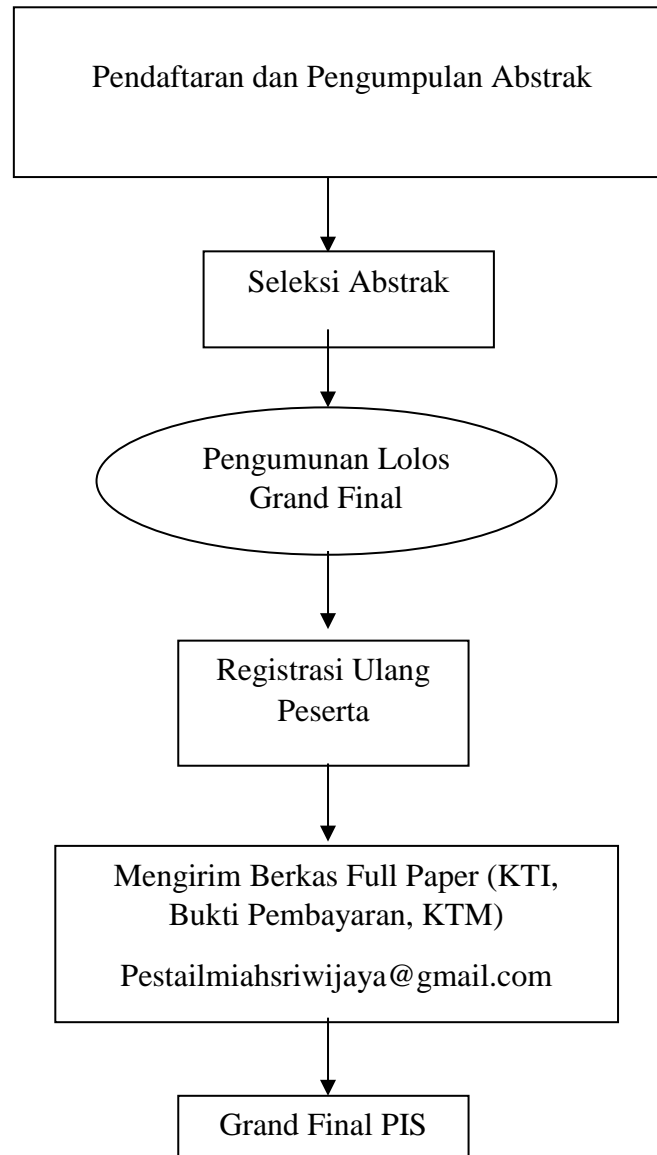 Pendaftaran dan Pengumpulan Abstrak
Seleksi Abstrak
Pengumunan Lolos
Grand Final
Registrasi Ulang
Peserta
Mengirim Berkas Full Paper (KTI,
Bukti Pembayaran, KTM)
Pestailmiahsriwijaya@gmail.com
Grand Final PIS